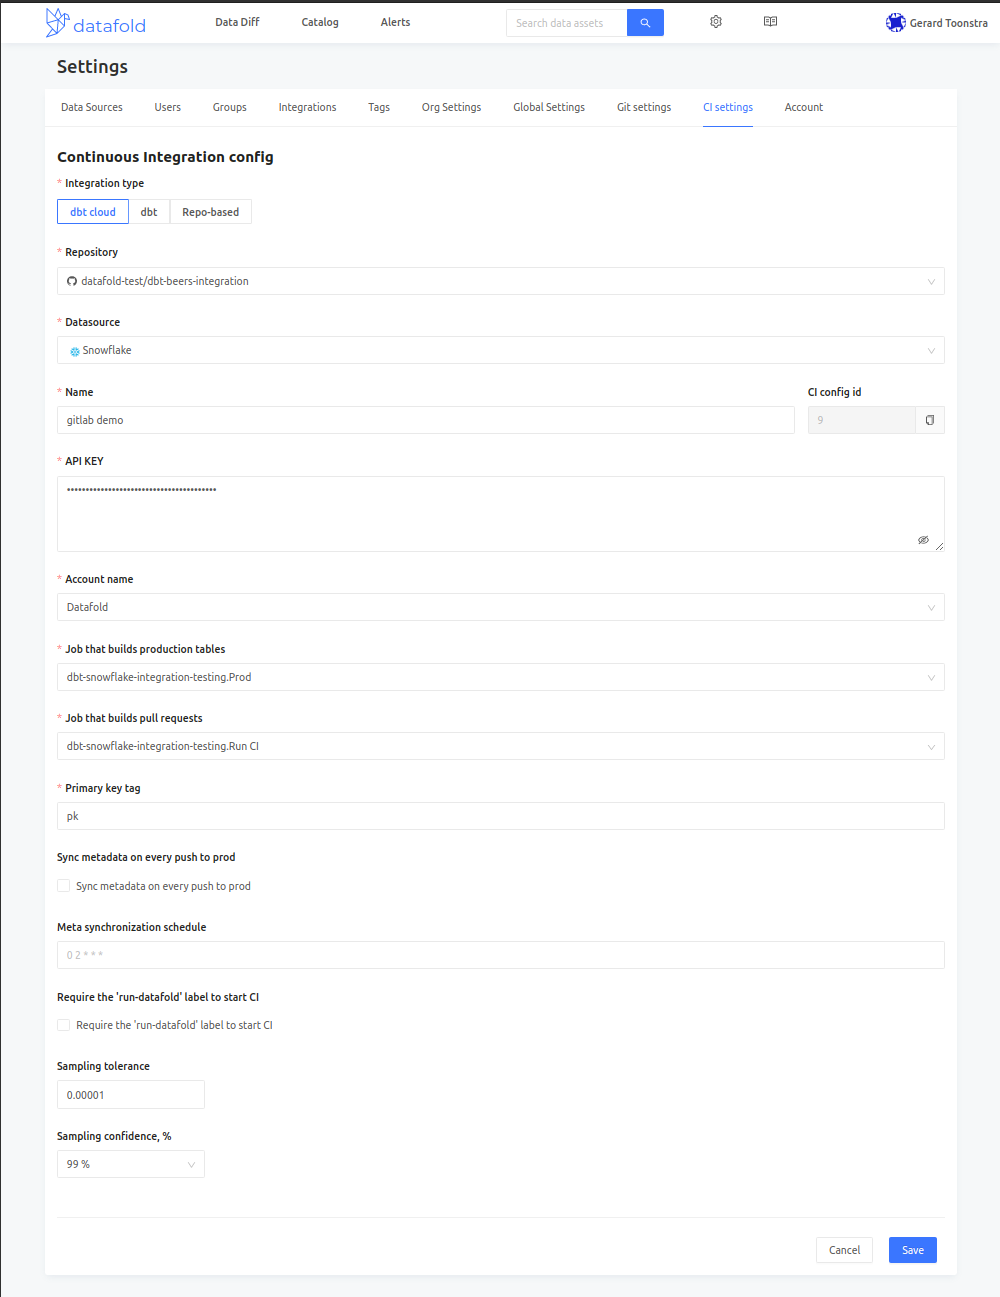 datafold
Data Diff
Catalog
Alerts
Search data assets
Gerard Toonstra
Settings
Data Sources
Users
Groups
Integrations
Tags
Org Settings
Global Settings
Git settings
CI settings
Account
Continuous Integration config
* Integration type
dbt cloud
dbt
Repo-based
* Repository
datafold-test/dbt-beers-integration
* Datasource
Snowflake
* Name
CI config id
gitlab demo
9
* API KEY
* Account name
Datafold
* Job that builds production tables
dbt-snowflake-integration-testing.Prod
* Job that builds pull requests
dbt-snowflake-integration-testing.Run CI
* Primary key tag
pk
Sync metadata on every push to prod
Sync metadata on every push to prod
Meta synchronization schedule
0 2 * * *
Require the 'run-datafold' label to start CI
Require the 'run-datafold' label to start CI
Sampling tolerance
0.00001
Sampling confidence, %
99 %
Cancel
Save